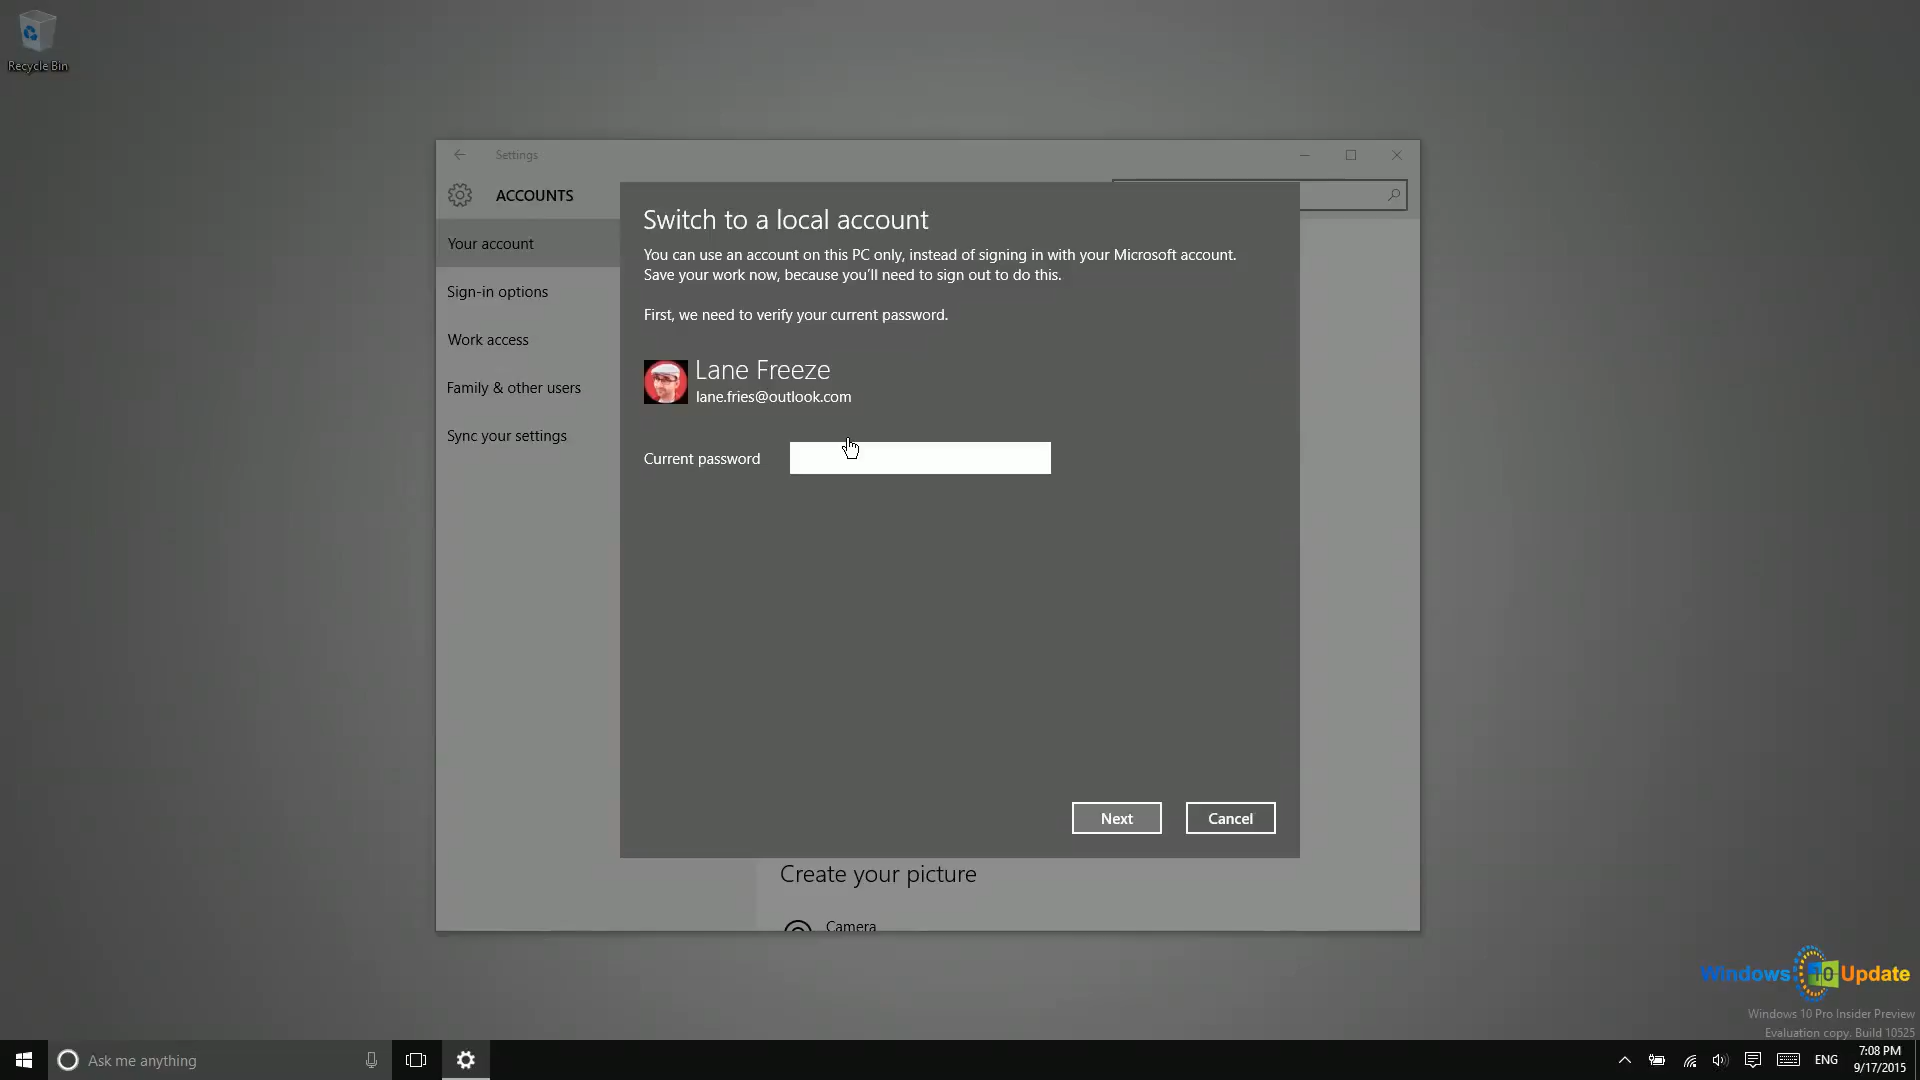 Recycle Bin
Settings
ACCOUNTS
Your account
Sign-in options
Work access
Family & other users
Sync your settings
Switch to a local account
You can use an account on this PC only, instead of signing in with your Microsoft account.
Save your work now, because you'll need to sign out to do this.
First, we need to verify your current password.
Lane Freeze
lane.fries@outlook.com
Current password
Next
Cancel
Create your picture
Camera
Windows 10 Update
Windows 10 Pro Insider Preview
Evaluation copy. Build 10525
Ask me anything
ENG
7:08 PM
9/17/2015